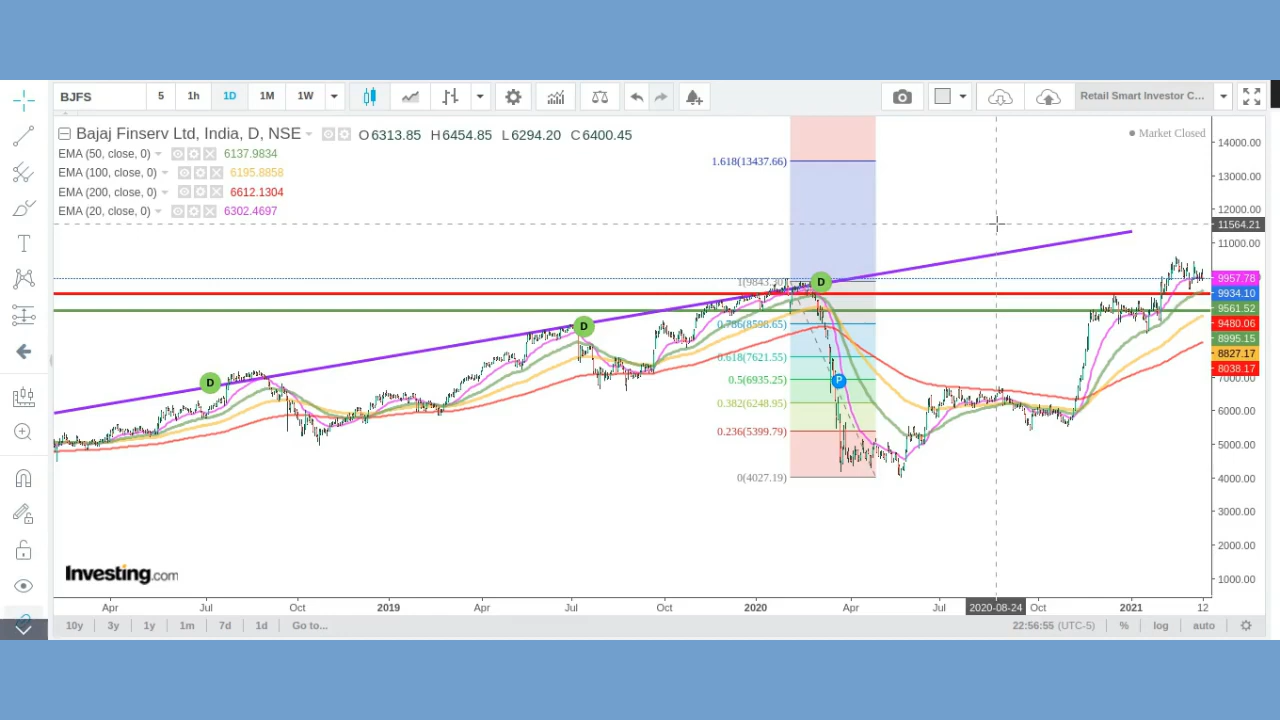 BJFS 5 1h 1D 1M 1W Retail Smart Investor C...
Bajaj Finserv Ltd, India, D, NSE O 6313.85 H 6454.85 L 6294.20 C 6400.45
Market Closed
EMA (50, close, 0) 6137.9834
EMA (100, close, 0) 6195.8858
EMA (200, close, 0) 6612.1304
EMA (20, close, 0) 6302.4697
1.618(13437.66)
0.786(8598.65)
0.618(7621.55)
0.5(6935.25)
0.382(6248.95)
0.236(5399.79)
0(4027.19)
D
D
D
P
14000.00
13000.00
12000.00
11564.21
11000.00
9957.78
9934.10
9561.52
9480.06
8995.15
8827.17
8038.17
7000.00
6000.00
5000.00
4000.00
3000.00
2000.00
1000.00
Investing.com
Apr Jul Oct 2019 Apr Jul Oct 2020 Apr Jul 2020-08-24 Oct 2021 12
10y 3y 1y 1m 7d 1d Go to... 22:56:55 (UTC-5) % log auto